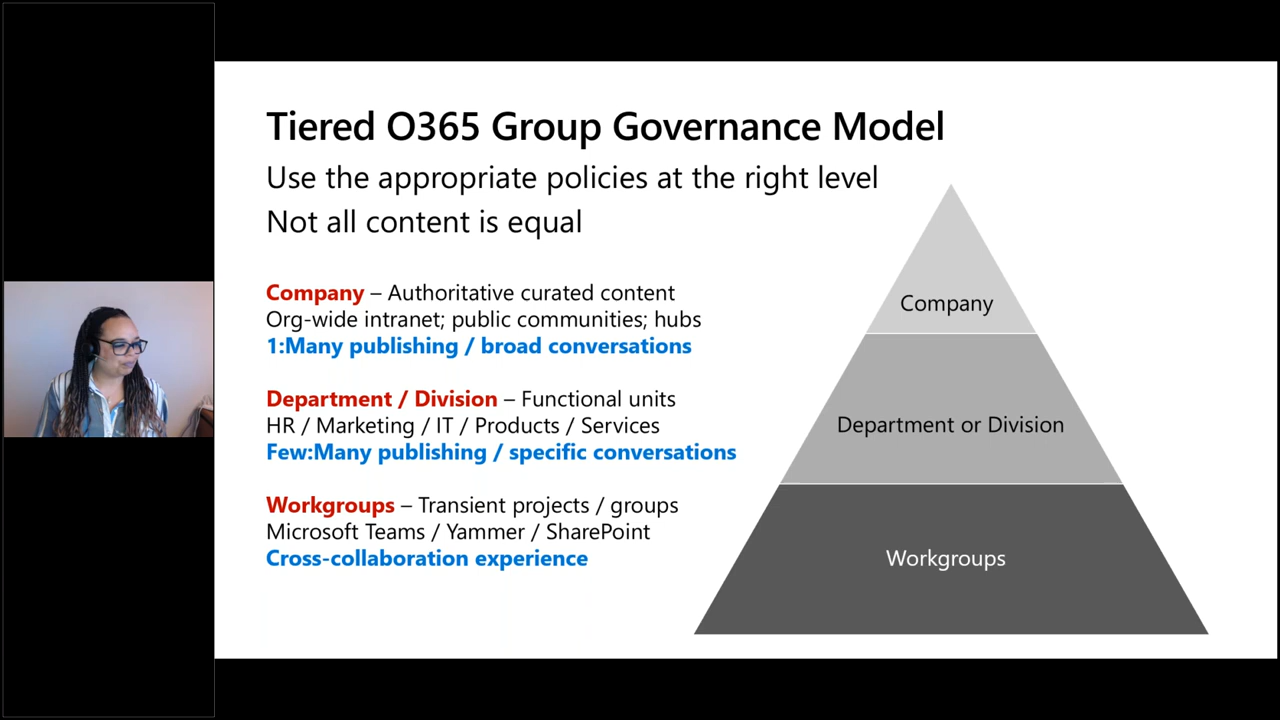 Tiered O365 Group Governance Model
Use the appropriate policies at the right level
Not all content is equal
Company – Authoritative curated content
Org-wide intranet; public communities; hubs
1:Many publishing / broad conversations
Department / Division – Functional units
HR / Marketing / IT / Products / Services
Few:Many publishing / specific conversations
Workgroups – Transient projects / groups
Microsoft Teams / Yammer / SharePoint
Cross-collaboration experience
Company
Department or Division
Workgroups